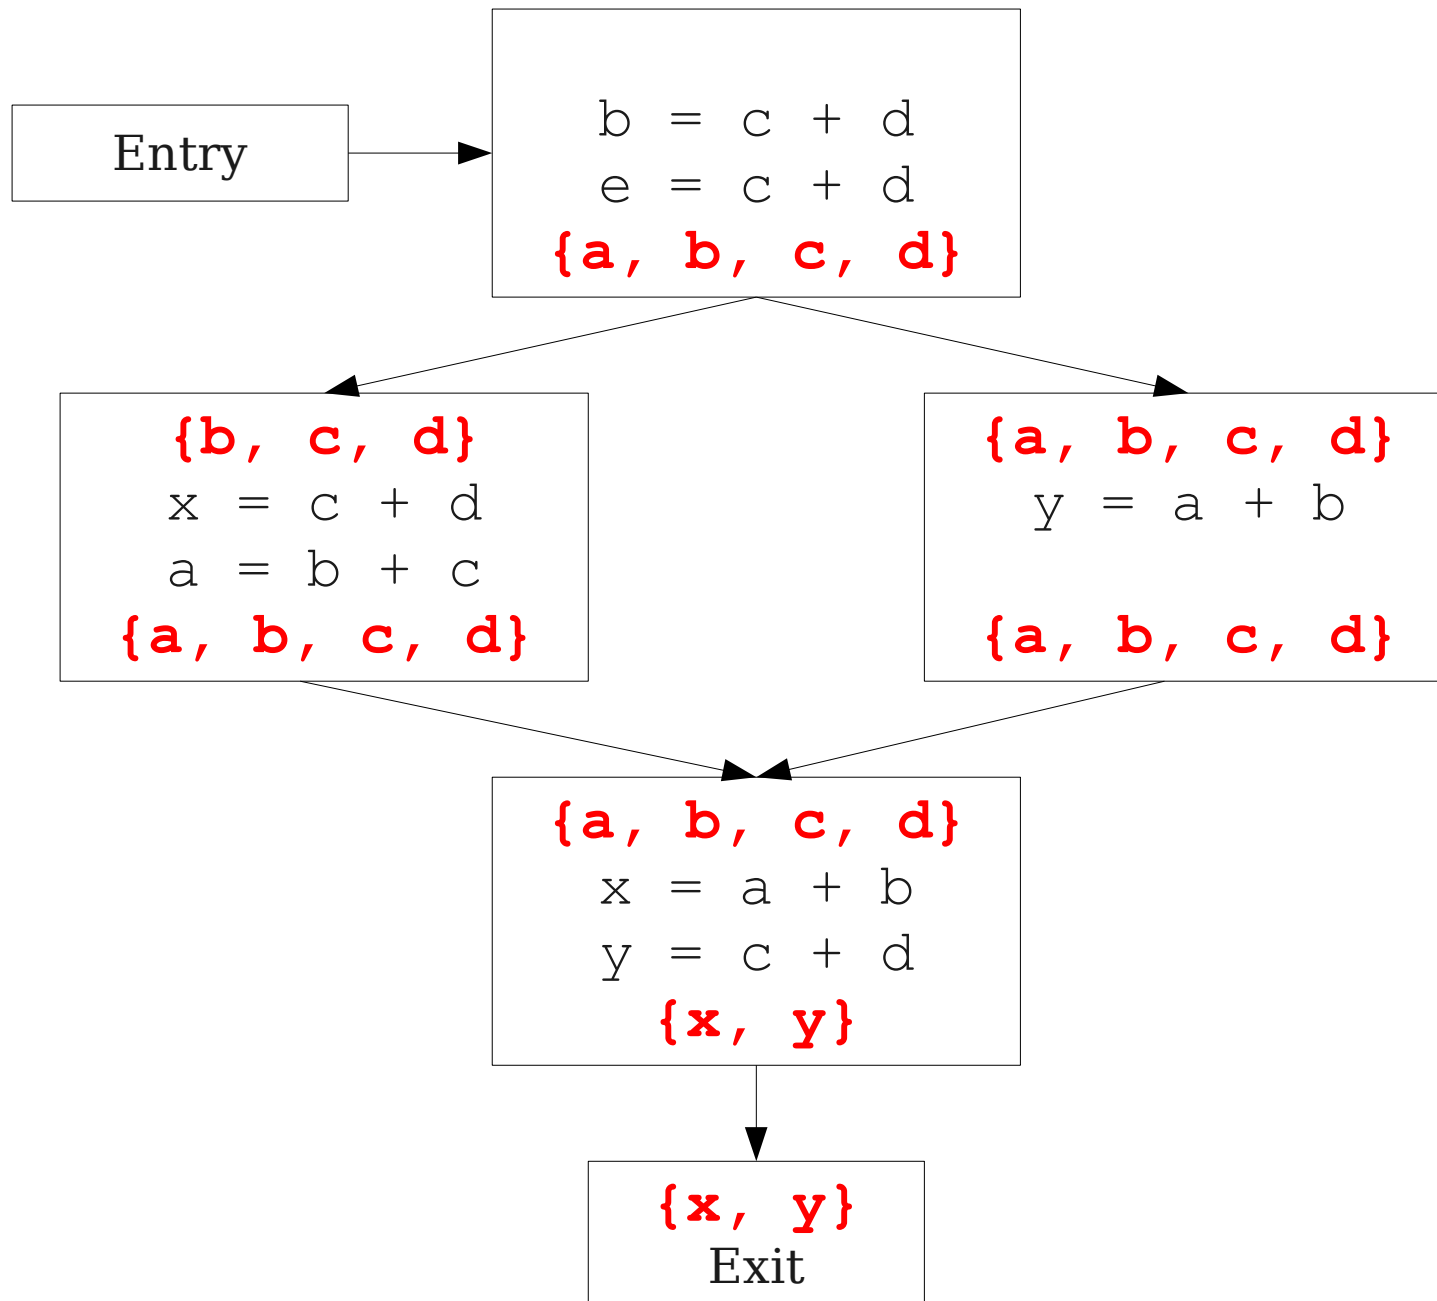 Entry
b = c + d
e = c + d
{a, b, c, d}
{b, c, d}
x = c + d
a = b + c
{a, b, c, d}
{a, b, c, d}
y = a + b
{a, b, c, d}
{a, b, c, d}
x = a + b
y = c + d
{x, y}
{x, y}
Exit